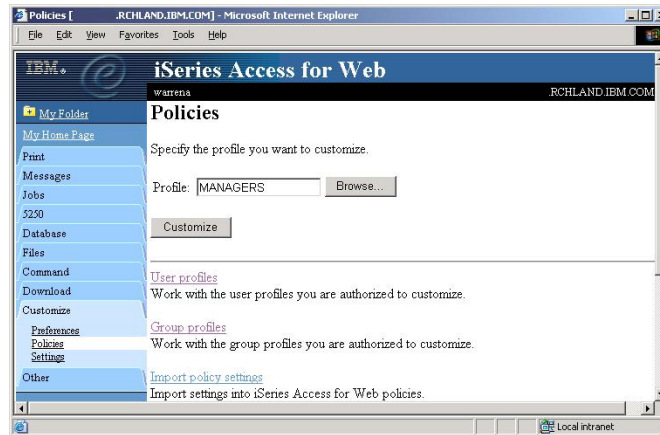 Policies [ .RCHLAND.IBM.COM] - Microsoft Internet Explorer
File Edit View Favorites Tools Help
IBM. iSeries Access for Web
warrena .RCHLAND.IBM.COM
My Folder
My Home Page
Print
Messages
Jobs
5250
Database
Files
Command
Download
Customize
Preferences
Policies
Settings
Other
Policies
Specify the profile you want to customize.
Profile: MANAGERS Browse...
Customize
User profiles
Work with the user profiles you are authorized to customize.
Group profiles
Work with the group profiles you are authorized to customize.
Import policy settings
Import settings into iSeries Access for Web policies.
Local intranet